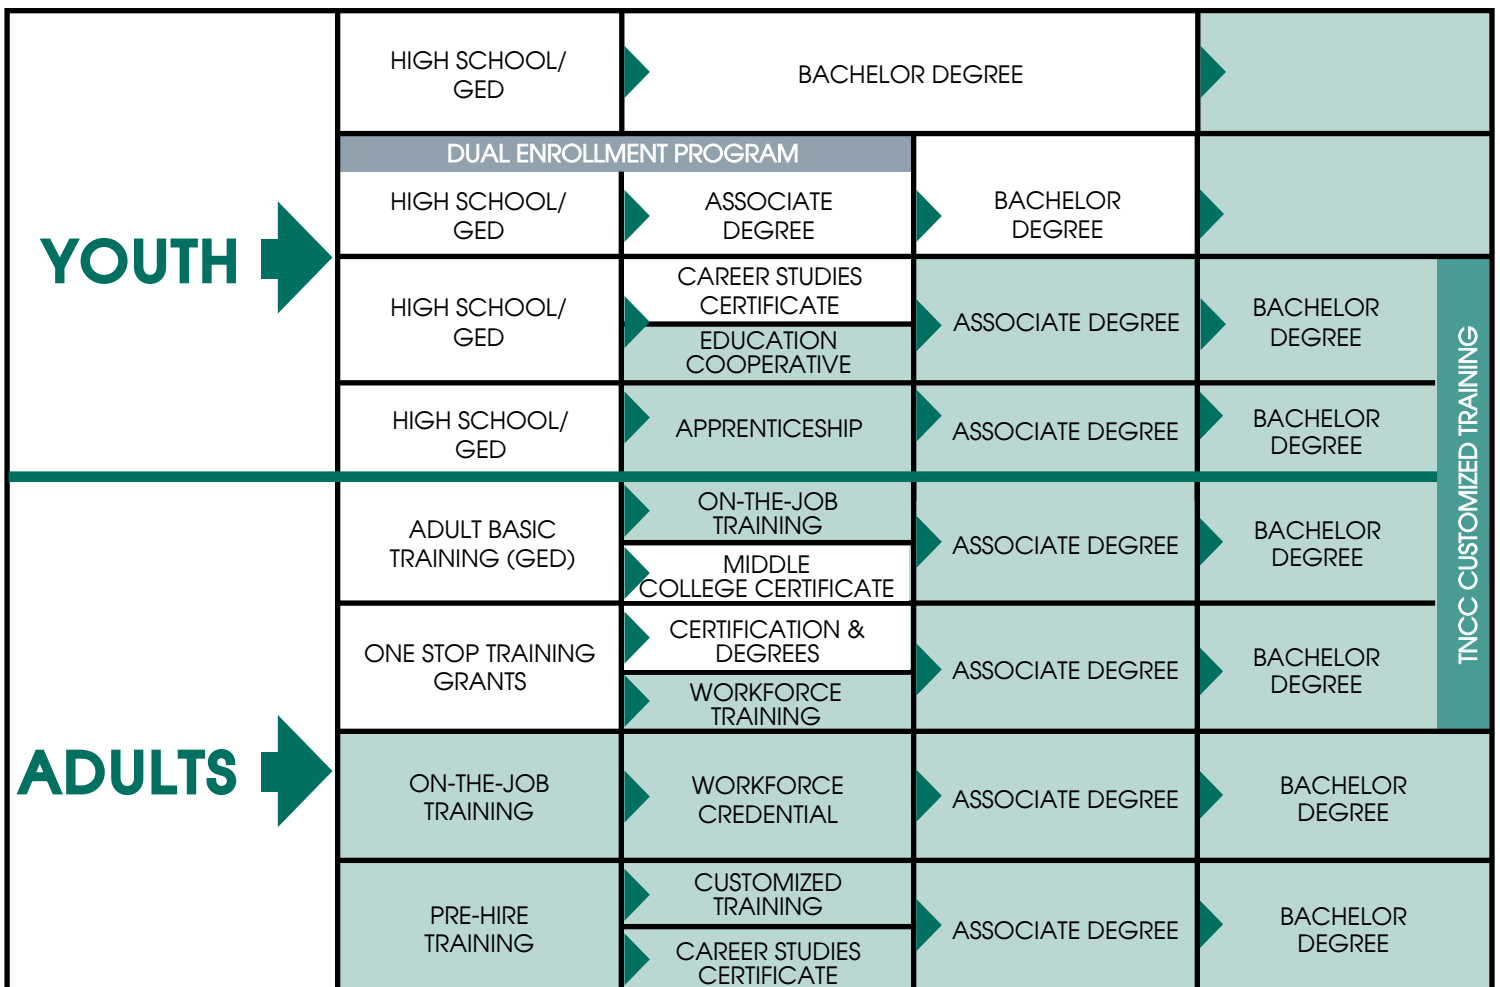 YOUTH
HIGH SCHOOL/
GED
BACHELOR DEGREE
DUAL ENROLLMENT PROGRAM
HIGH SCHOOL/
GED
ASSOCIATE
DEGREE
BACHELOR
DEGREE
HIGH SCHOOL/
GED
CAREER STUDIES
CERTIFICATE
EDUCATION
COOPERATIVE
ASSOCIATE DEGREE
BACHELOR
DEGREE
HIGH SCHOOL/
GED
APPRENTICESHIP
ASSOCIATE DEGREE
BACHELOR
DEGREE
TNCC CUSTOMIZED TRAINING
ADULTS
ADULT BASIC
TRAINING (GED)
ON-THE-JOB
TRAINING
MIDDLE
COLLEGE CERTIFICATE
ASSOCIATE DEGREE
BACHELOR
DEGREE
ONE STOP TRAINING
GRANTS
CERTIFICATION &
DEGREES
WORKFORCE
TRAINING
ASSOCIATE DEGREE
BACHELOR
DEGREE
ON-THE-JOB
TRAINING
WORKFORCE
CREDENTIAL
ASSOCIATE DEGREE
BACHELOR
DEGREE
PRE-HIRE
TRAINING
CUSTOMIZED
TRAINING
CAREER STUDIES
CERTIFICATE
ASSOCIATE DEGREE
BACHELOR
DEGREE